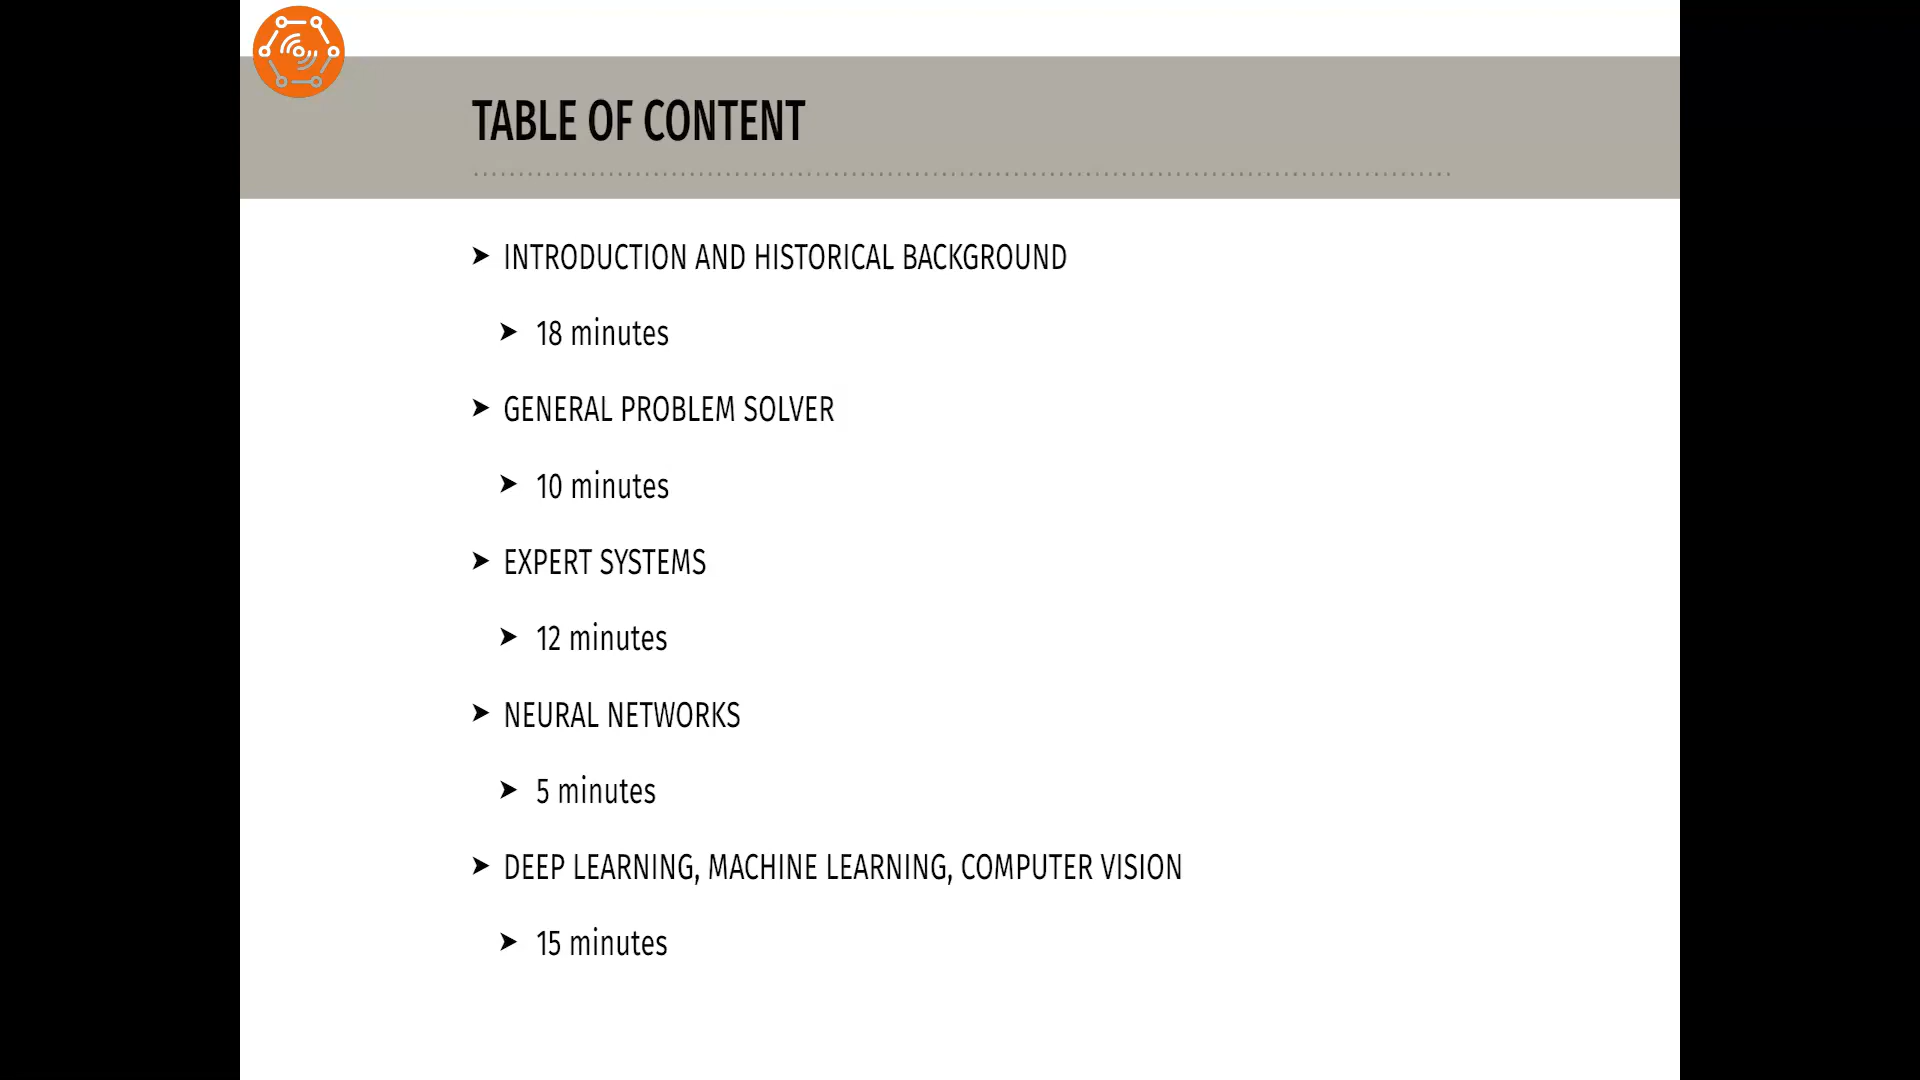 TABLE OF CONTENT
➤ INTRODUCTION AND HISTORICAL BACKGROUND
➤ 18 minutes
➤ GENERAL PROBLEM SOLVER
➤ 10 minutes
➤ EXPERT SYSTEMS
➤ 12 minutes
➤ NEURAL NETWORKS
➤ 5 minutes
➤ DEEP LEARNING, MACHINE LEARNING, COMPUTER VISION
➤ 15 minutes